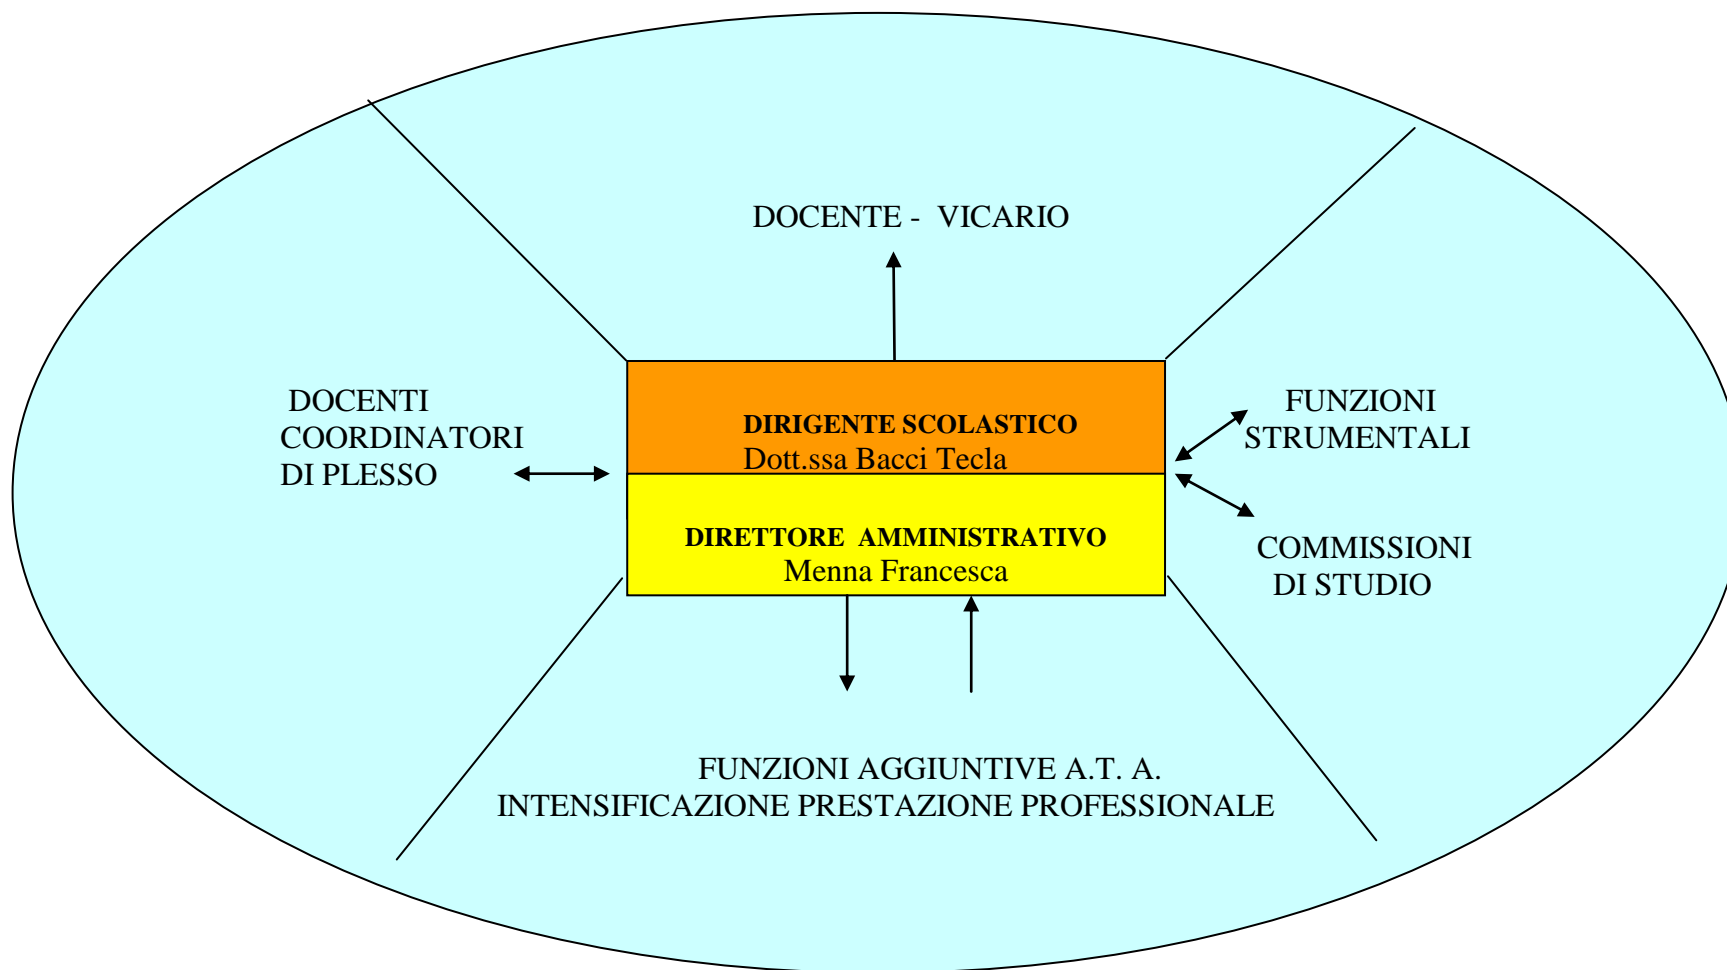 DOCENTE - VICARIO
DOCENTI
COORDINATORI
DI PLESSO
DIRIGENTE SCOLASTICO
Dott.ssa Bacci Tecla
DIRETTORE AMMINISTRATIVO
Menna Francesca
FUNZIONI
STRUMENTALI
COMMISSIONI
DI STUDIO
FUNZIONI AGGIUNTIVE A.T. A.
INTENSIFICAZIONE PRESTAZIONE PROFESSIONALE